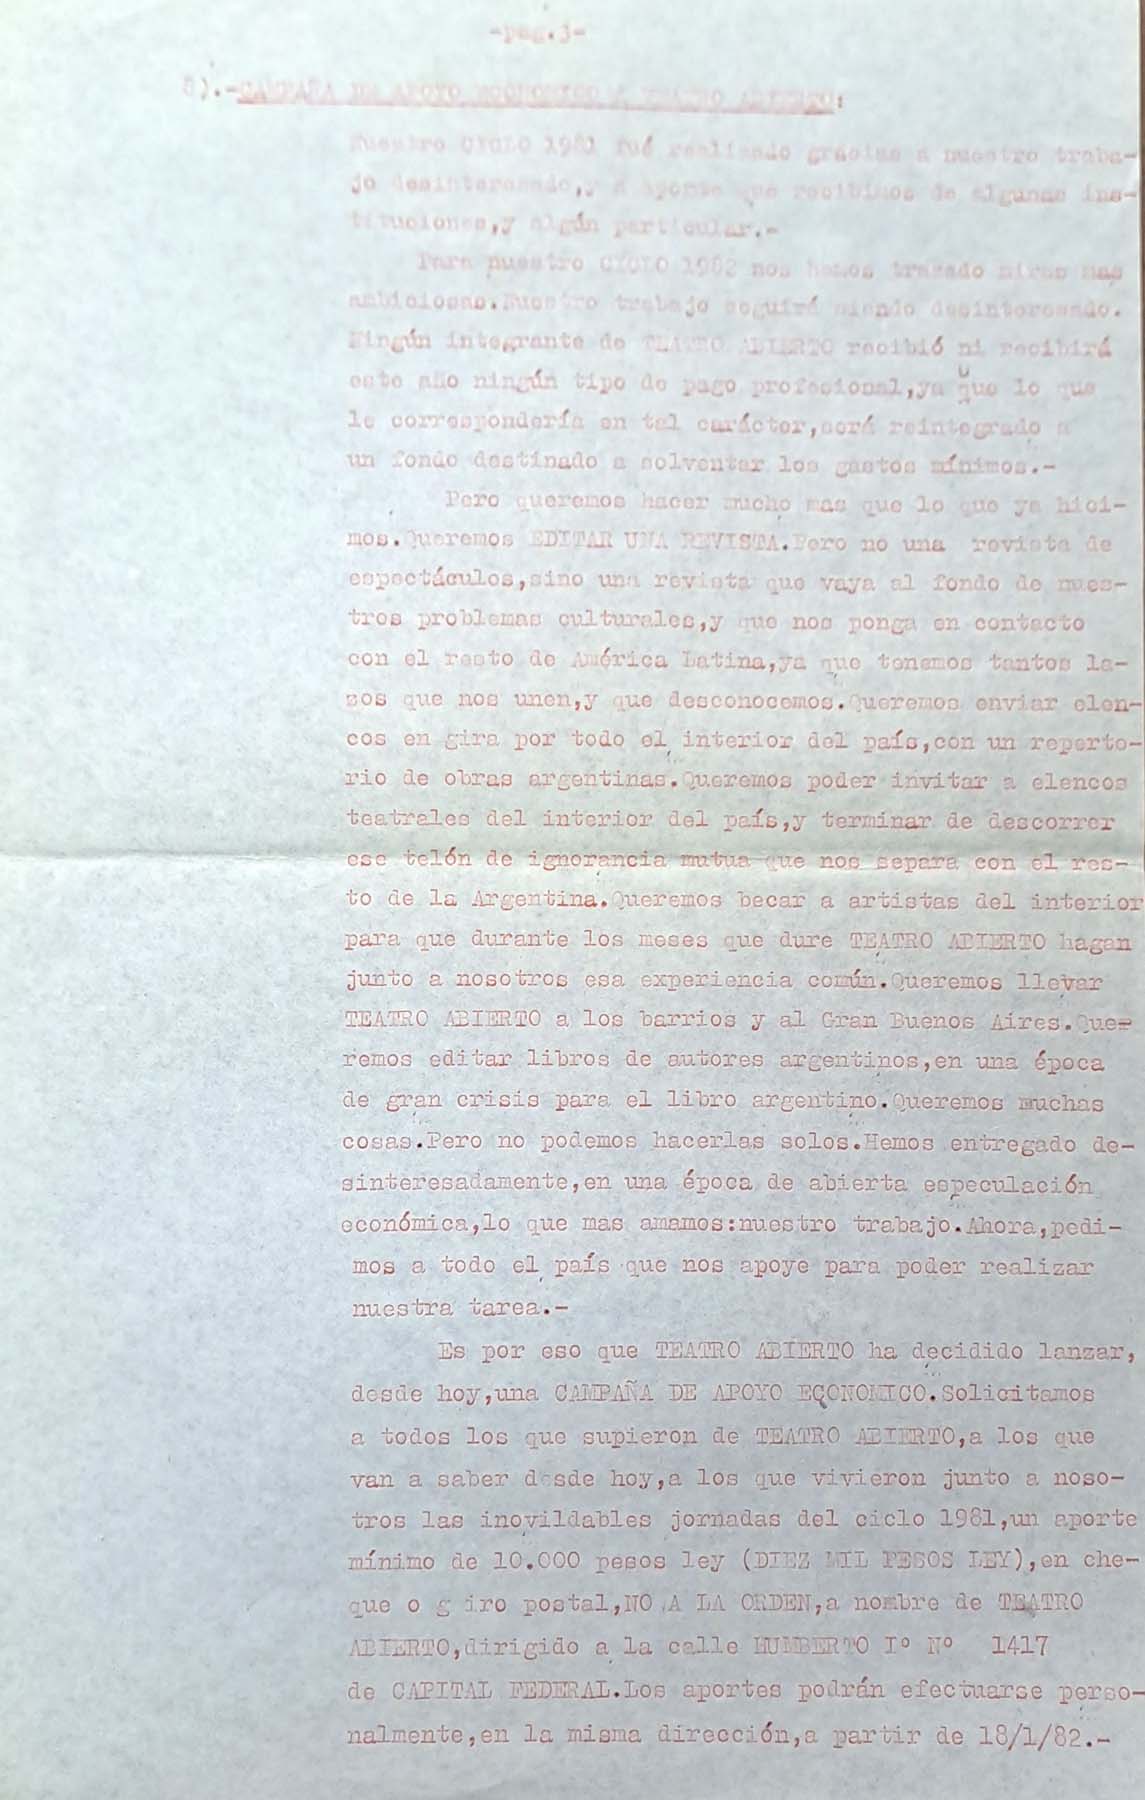 -pag.3-
8).-CAMPAÑA DE APOYO ECONOMICO A TEATRO ABIERTO:
Nuestro CICLO 1981 fué realizado gracias a nuestro traba-
jo desinteresado,y a aporte que recibimos de algunas ins-
tituciones,y algún particular.-
Para nuestro CICLO 1982 nos hemos trazado miras mas
ambiciosas.Nuestro trabajo seguirá siendo desinteresado.
Ningún integrante de TEATRO ABIERTO recibió ni recibirá
este año ningún tipo de pago profesional,ya que lo que
le correspondería en tal carácter,será reintegrado a
un fondo destinado a solventar los gastos mínimos.-
Pero queremos hacer mucho mas que lo que ya hici-
mos.Queremos EDITAR UNA REVISTA.Pero no una revista de
espectáculos,sino una revista que vaya al fondo de nues-
tros problemas culturales,y que nos ponga en contacto
con el resto de América Latina,ya que tenemos tantos la-
zos que nos unen,y que desconocemos.Queremos enviar elen-
cos en gira por todo el interior del país,con un reperto-
rio de obras argentinas.Queremos poder invitar a elencos
teatrales del interior del país,y terminar de descorrer
ese telón de ignorancia mutua que nos separa con el res-
to de la Argentina.Queremos becar a artistas del interior
para que durante los meses que dure TEATRO ABIERTO hagan
junto a nosotros esa experiencia común.Queremos llevar
TEATRO ABIERTO a los barrios y al Gran Buenos Aires.Que-
remos editar libros de autores argentinos,en una época
de gran crisis para el libro argentino.Queremos muchas
cosas.Pero no podemos hacerlas solos.Hemos entregado de-
sinteresadamente,en una época de abierta especulación
económica,lo que mas amamos:nuestro trabajo.Ahora,pedi-
mos a todo el país que nos apoye para poder realizar
nuestra tarea.-
Es por eso que TEATRO ABIERTO ha decidido lanzar,
desde hoy,una CAMPAÑA DE APOYO ECONOMICO.Solicitamos
a todos los que supieron de TEATRO ABIERTO,a los que
van a saber desde hoy,a los que vivieron junto a noso-
tros las inovildables jornadas del ciclo 1981,un aporte
mínimo de 10.000 pesos ley (DIEZ MIL PESOS LEY),en che-
que o giro postal,NO A LA ORDEN,a nombre de TEATRO
ABIERTO,dirigido a la calle HUMBERTO Iº Nº 1417
de CAPITAL FEDERAL.Los aportes podrán efectuarse perso-
nalmente,en la misma dirección,a partir de 18/1/82.-